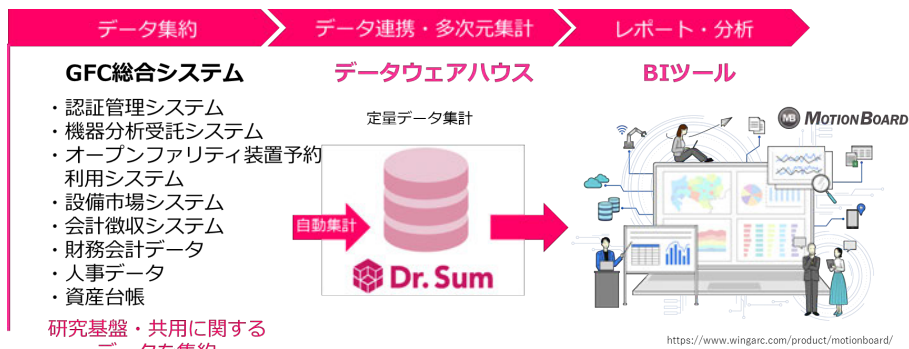 データ集約
データ連携・多次元集計
レポート・分析
GFC総合システム
・認証管理システム
・機器分析受託システム
・オープンファリティ装置予約
利用システム
・設備市場システム
・会計徴収システム
・財務会計データ
・人事データ
・資産台帳
研究基盤・共用に関する
データを集約
データウェアハウス
定量データ集計
自動集計
Dr.Sum
BIツール
MB MOTIONBOARD
https://www.wingarc.com/product/motionboard/